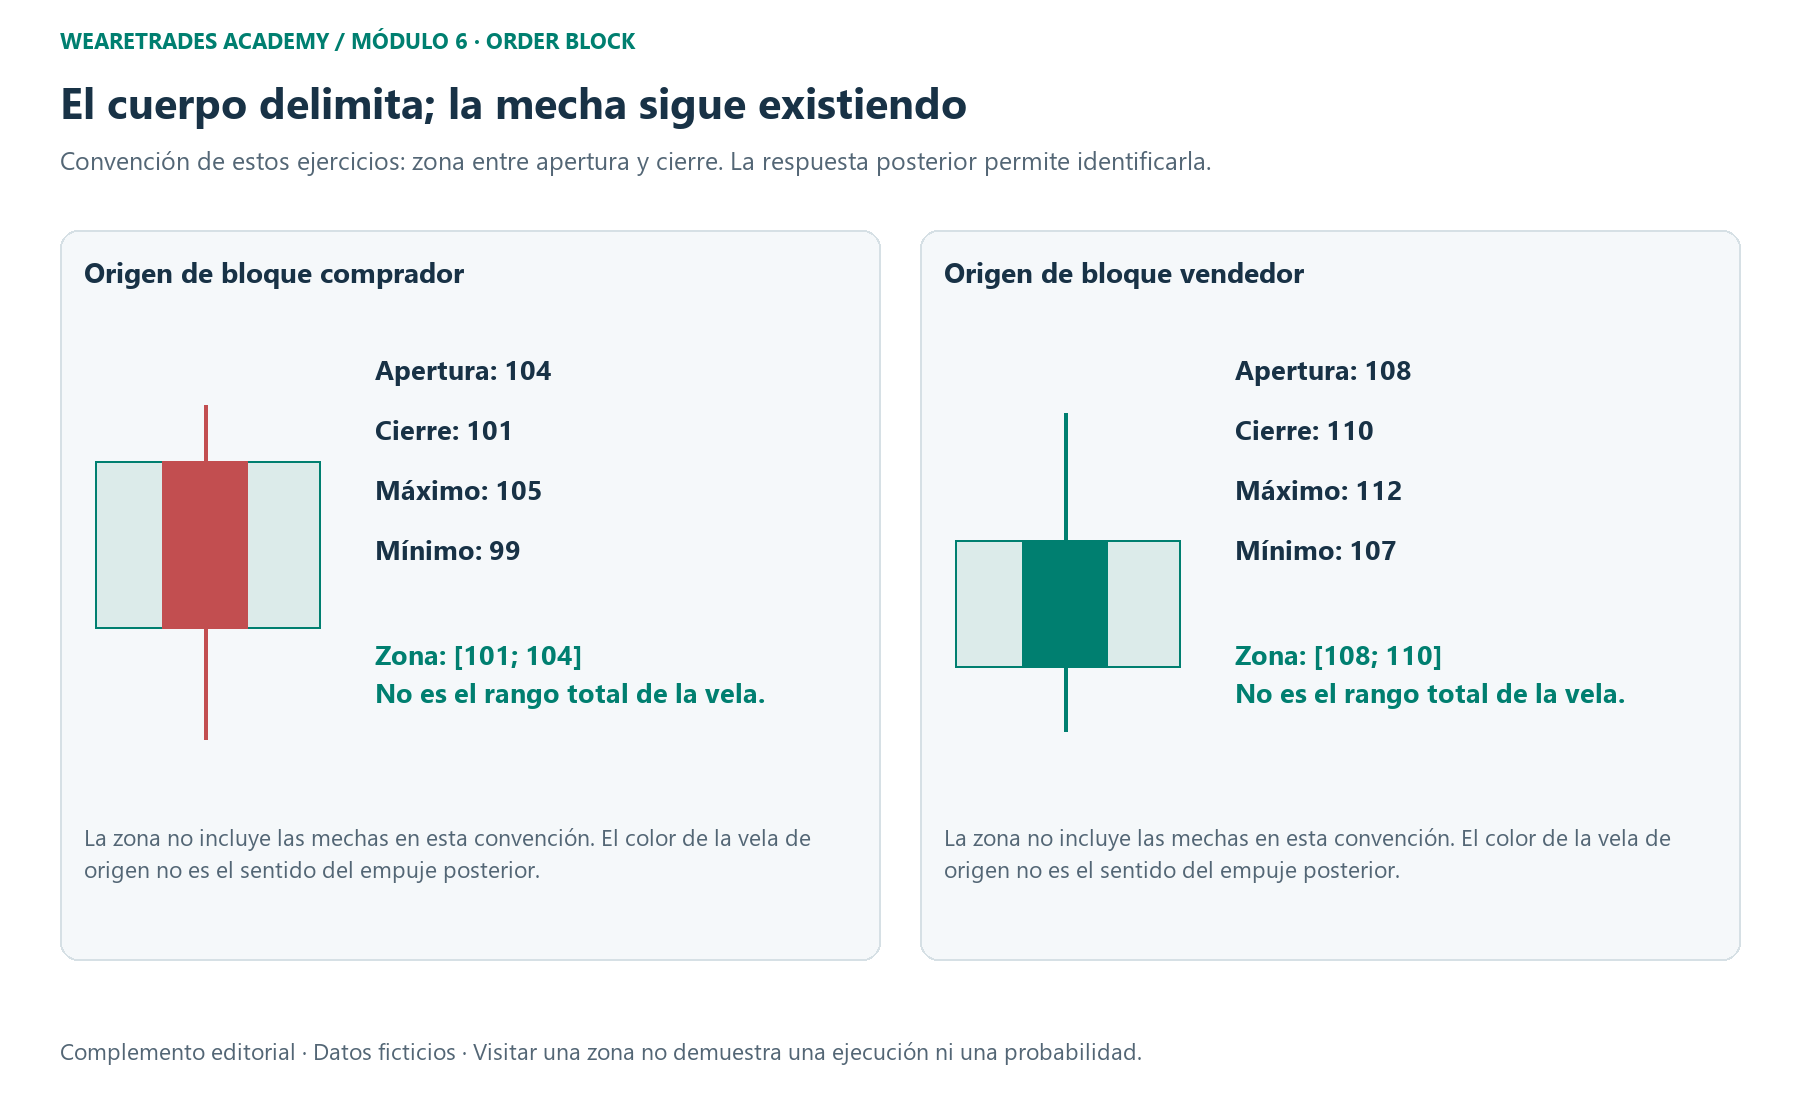 WEARETRADES ACADEMY / MÓDULO 6 · ORDER BLOCK
El cuerpo delimita; la mecha sigue existiendo
Convención de estos ejercicios: zona entre apertura y cierre. La respuesta posterior permite identificarla.
Origen de bloque comprador
Apertura: 104
Cierre: 101
Máximo: 105
Mínimo: 99
Zona: [101; 104]
No es el rango total de la vela.
La zona no incluye las mechas en esta convención. El color de la vela de
origen no es el sentido del empuje posterior.
Origen de bloque vendedor
Apertura: 108
Cierre: 110
Máximo: 112
Mínimo: 107
Zona: [108; 110]
No es el rango total de la vela.
La zona no incluye las mechas en esta convención. El color de la vela de
origen no es el sentido del empuje posterior.
Complemento editorial · Datos ficticios · Visitar una zona no demuestra una ejecución ni una probabilidad.